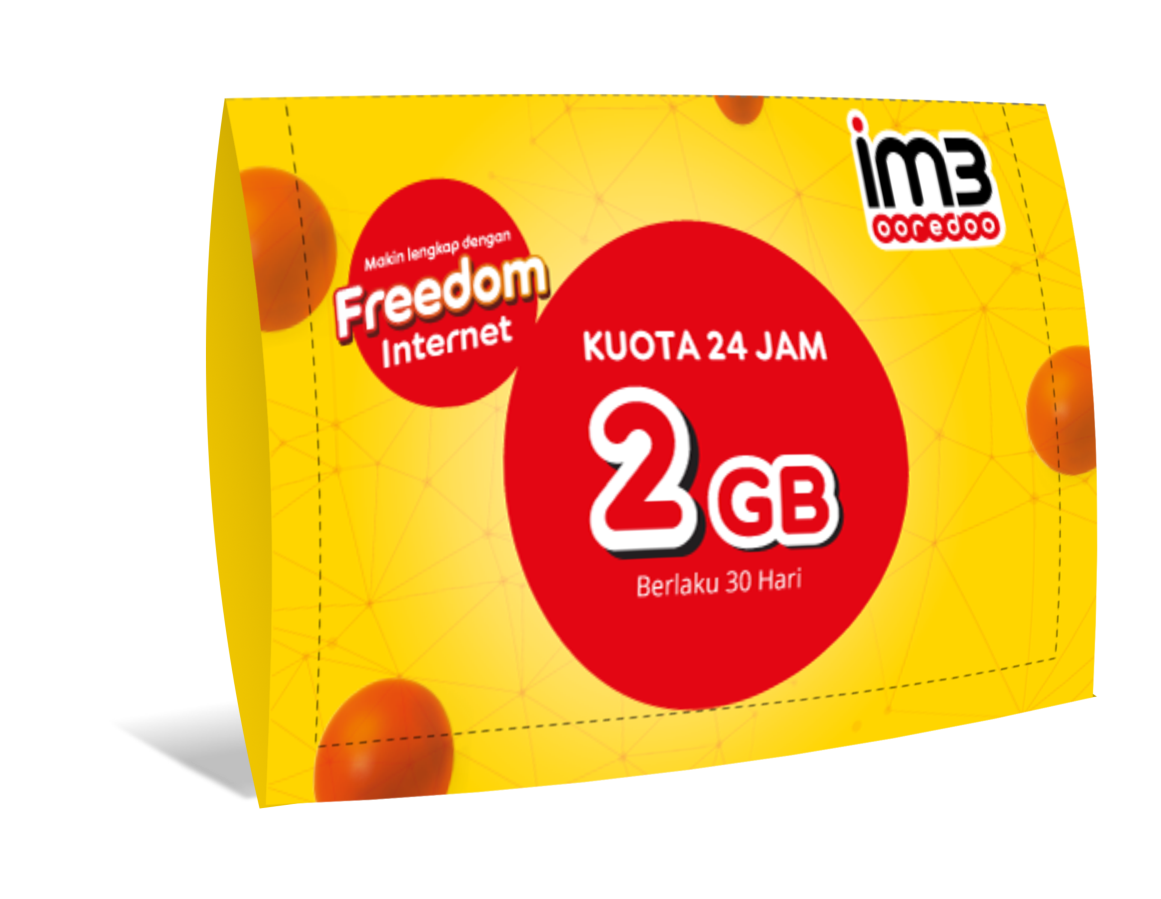 im3
ooredoo
Makin lengkap dengan
Freedom
Internet
KUOTA 24 JAM
2 GB
Berlaku 30 Hari